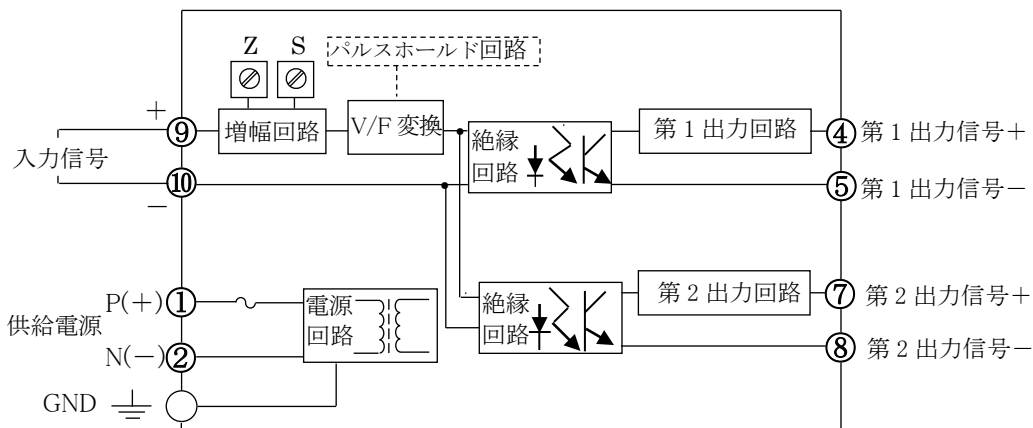 Z S
パルスホールド回路
+
⑨
増幅回路
V/F 変換
入力信号
⑩
−
絶縁
回路
第1出力回路
④ 第1出力信号+
⑤ 第1出力信号−
P(+) ①
供給電源
N(−) ②
GND
電源
回路
絶縁
回路
第2出力回路
⑦ 第2出力信号+
⑧ 第2出力信号−